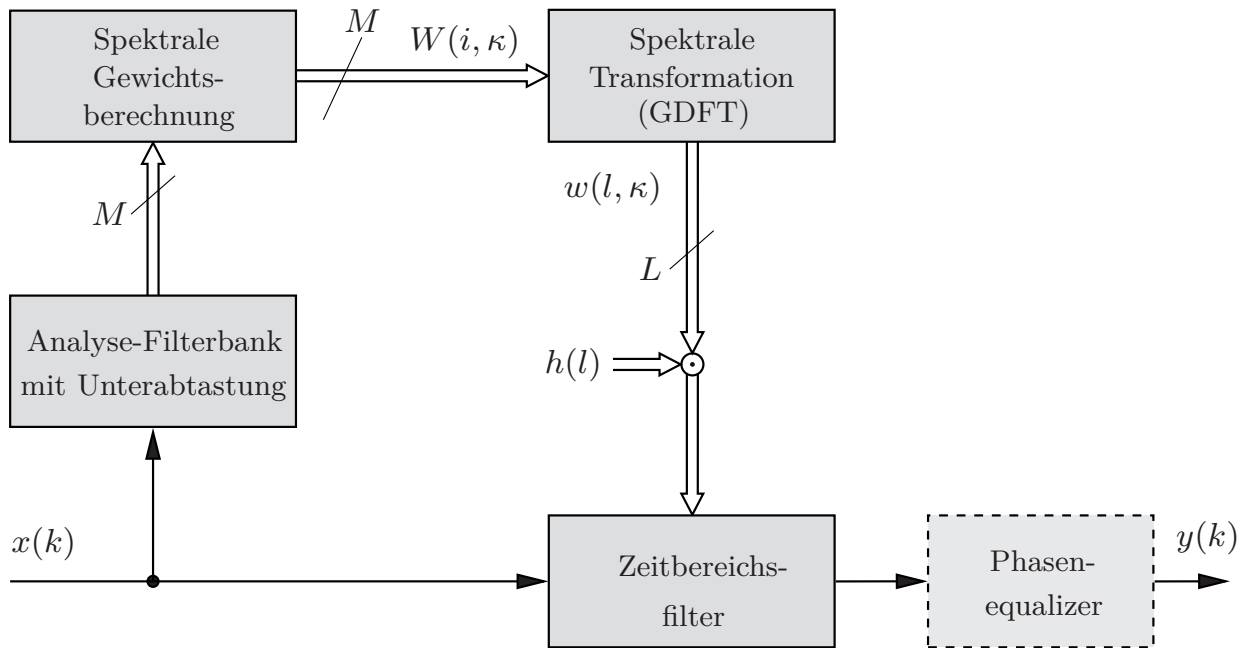 Spektrale
Gewichts-
berechnung
M
W(i, κ)
Spektrale
Transformation
(GDFT)
M
w(l, κ)
L
Analyse-Filterbank
mit Unterabtastung
h(l)
x(k)
Zeitbereichs-
filter
Phasen-
equalizer
y(k)